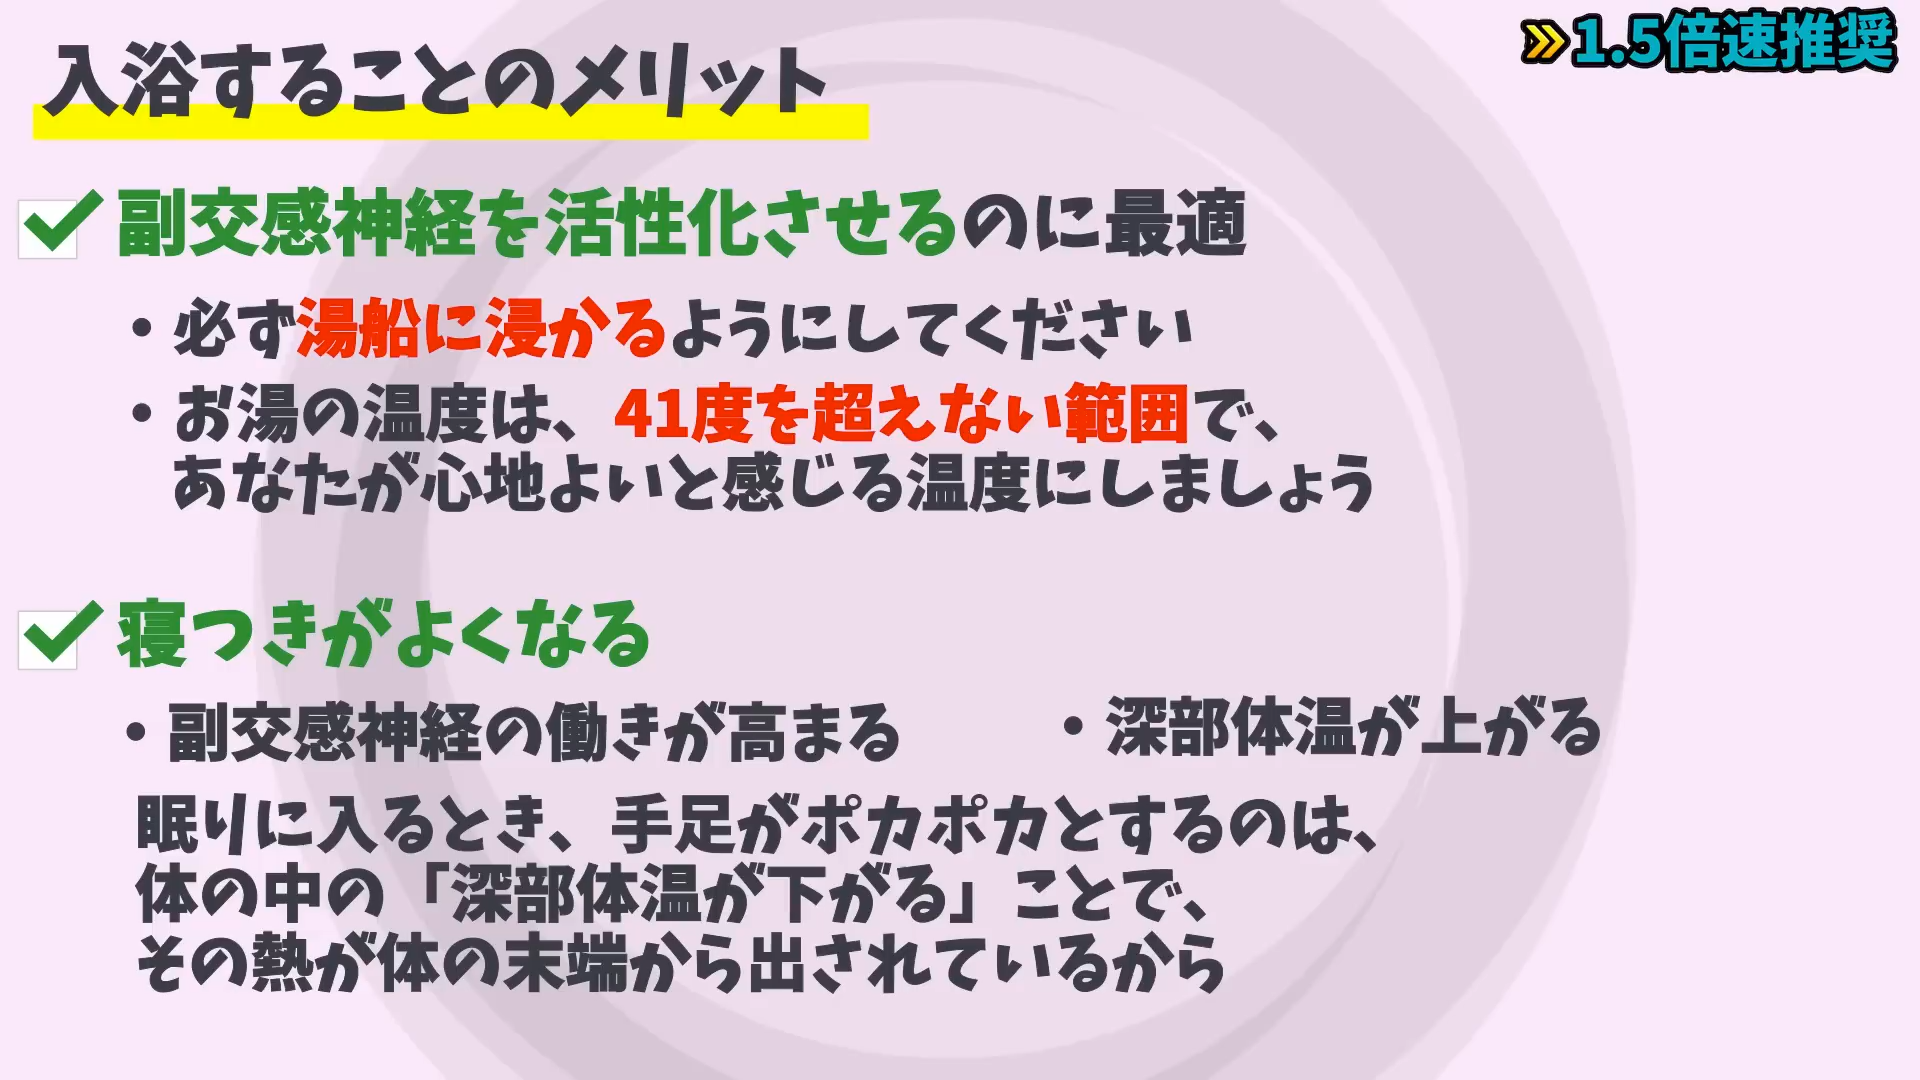 入浴することのメリット
1.5倍速推奨
副交感神経を活性化させるのに最適
・必ず湯船に浸かるようにしてください
・お湯の温度は、41度を超えない範囲で、
あなたが心地よいと感じる温度にしましょう
寝つきがよくなる
・副交感神経の働きが高まる
・深部体温が上がる
眠りに入るとき、手足がポカポカとするのは、
体の中の「深部体温が下がる」ことで、
その熱が体の末端から出されているから